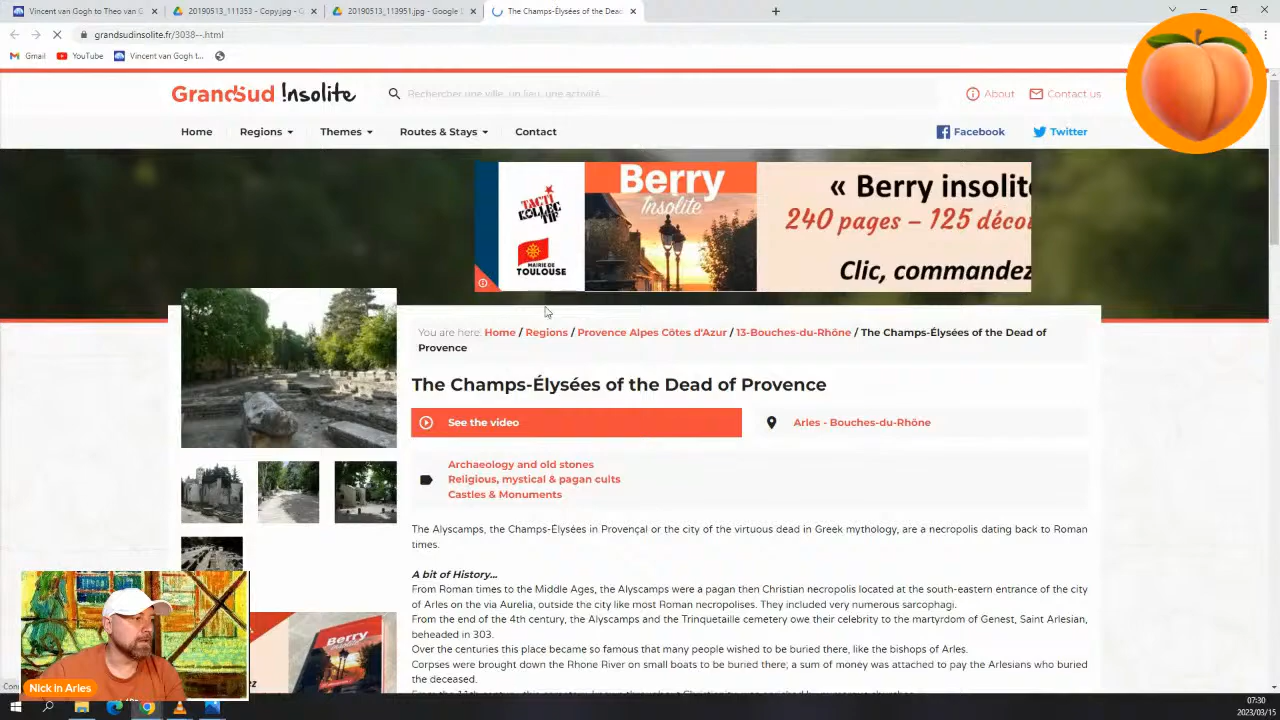 Vincent van Gogh to Theo van G
20190513_111353 - Copy.jpg - G
20190513_113951.jpg - Google
The Champs-Élysées of the Dead
grandsudinsolite.fr/3038--.html
Gmail
YouTube
Vincent van Gogh t...
GrandSud Insolite
Rechercher une ville, un lieu, une activité...
About
Contact us
Home
Regions
Themes
Routes & Stays
Contact
Facebook
Twitter
TACTI KOLLEC TIF
MAIRIE DE TOULOUSE
Berry
Insolite
« Berry insolit
240 pages – 125 décou
Clic, commandez
You are here: Home / Regions / Provence Alpes Côtes d'Azur / 13-Bouches-du-Rhône / The Champs-Élysées of the Dead of
Provence
The Champs-Élysées of the Dead of Provence
See the video
Arles - Bouches-du-Rhône
Archaeology and old stones
Religious, mystical & pagan cults
Castles & Monuments
The Alyscamps, the Champs-Élysées in Provençal or the city of the virtuous dead in Greek mythology, are a necropolis dating back to Roman
times.
A bit of History...
From Roman times to the Middle Ages, the Alyscamps were a pagan then Christian necropolis located at the south-eastern entrance of the city
of Arles on the via Aurelia, outside the city like most Roman necropolises. They included very numerous sarcophagi.
From the end of the 4th century, the Alyscamps and the Trinquetaille cemetery owe their celebrity to the martyrdom of Genest, Saint Arlesian,
beheaded in 303.
Over the centuries this place became so famous that many people wished to be buried there, like the bishops of Arles.
Corpses were brought down the Rhone River on small boats to be buried there; a sum of money was attached to pay the Arlesians who buried
the deceased.
Berry
Nick in Arles
07:30
2023/03/15